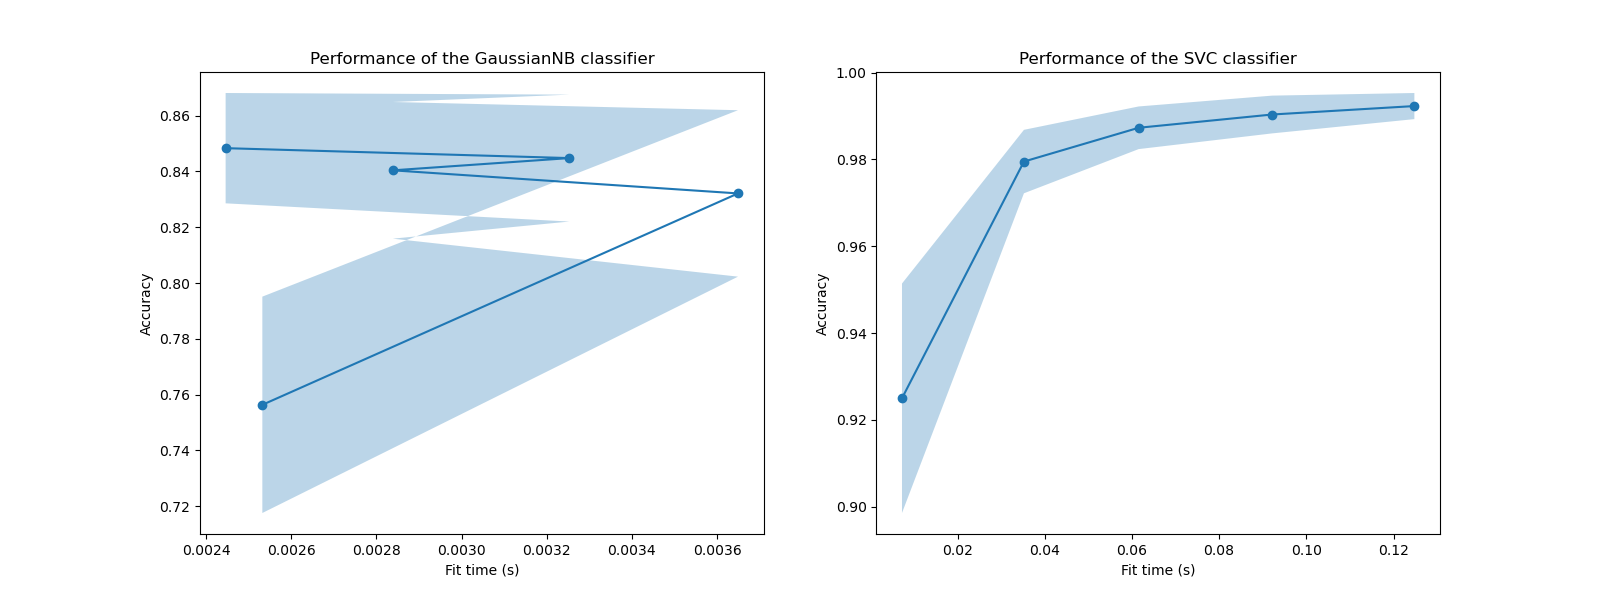 Performance of the GaussianNB classifier
Accuracy
0.86
0.84
0.82
0.80
0.78
0.76
0.74
0.72
0.0024 0.0026 0.0028 0.0030 0.0032 0.0034 0.0036
Fit time (s)
Performance of the SVC classifier
Accuracy
1.00
0.98
0.96
0.94
0.92
0.90
0.02 0.04 0.06 0.08 0.10 0.12
Fit time (s)